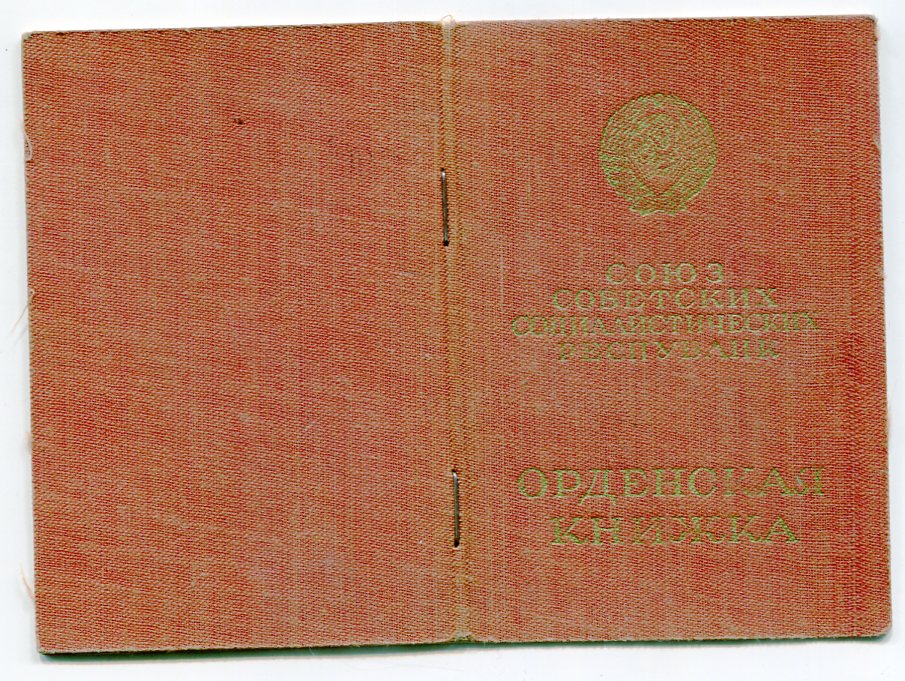 СОЮЗ
СОВЕТСКИХ
СОЦИАЛИСТИЧЕСКИХ
РЕСПУБЛИК
ОРДЕНСКАЯ
КНИЖКА